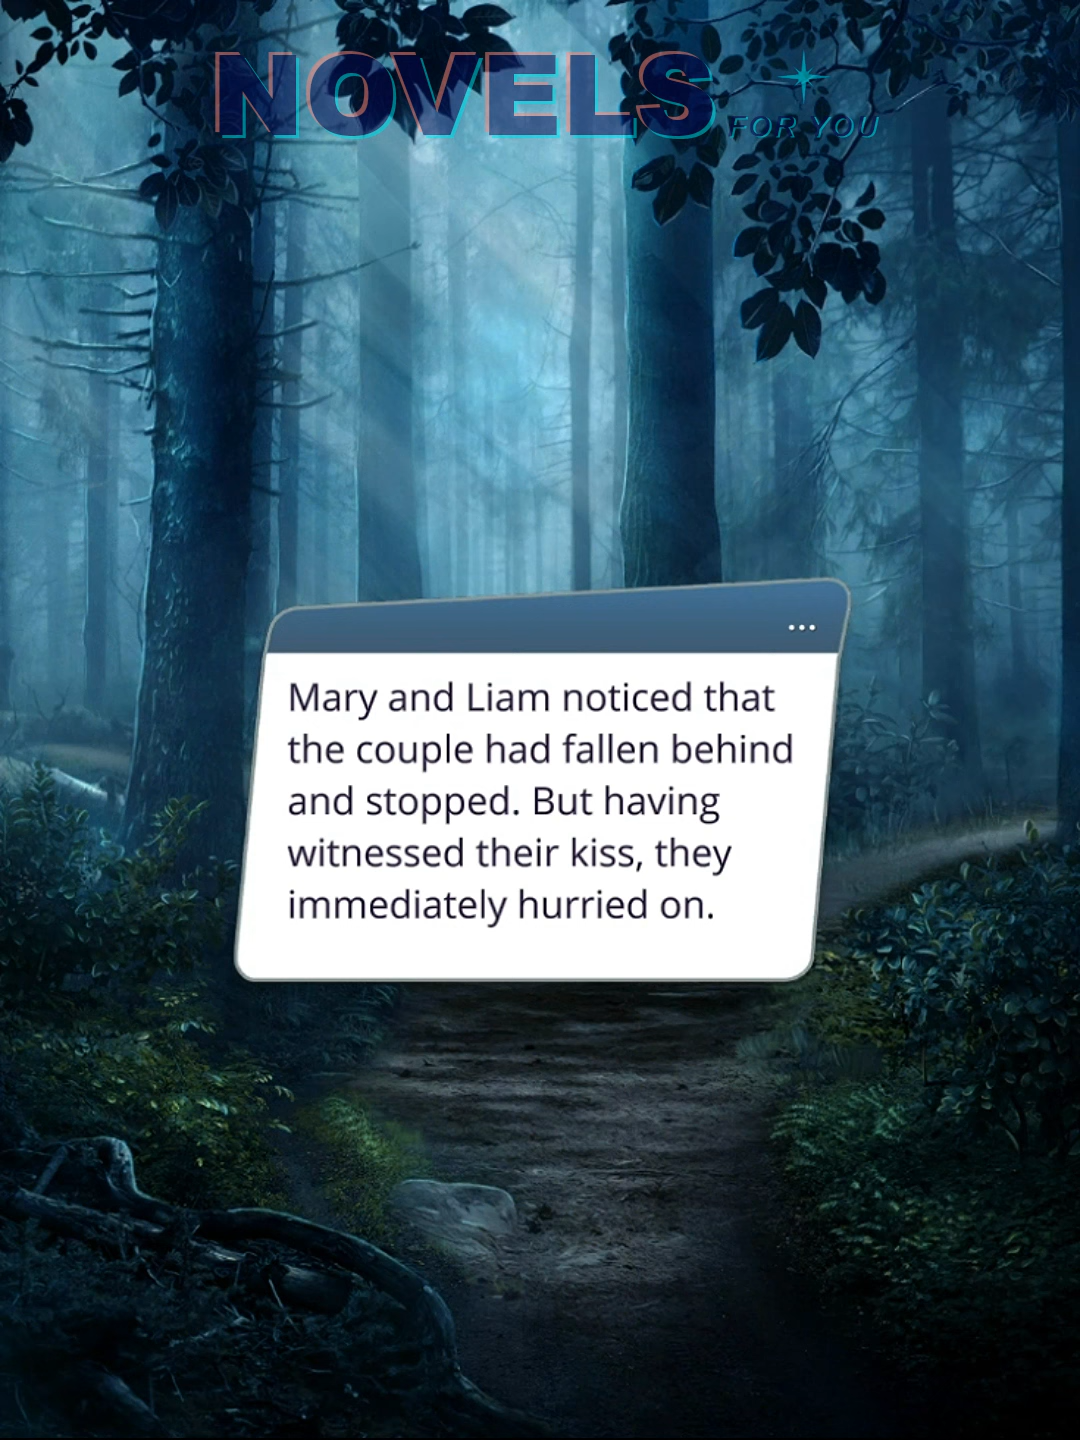 NOVELS
FOR YOU
...
Mary and Liam noticed that
the couple had fallen behind
and stopped. But having
witnessed their kiss, they
immediately hurried on.